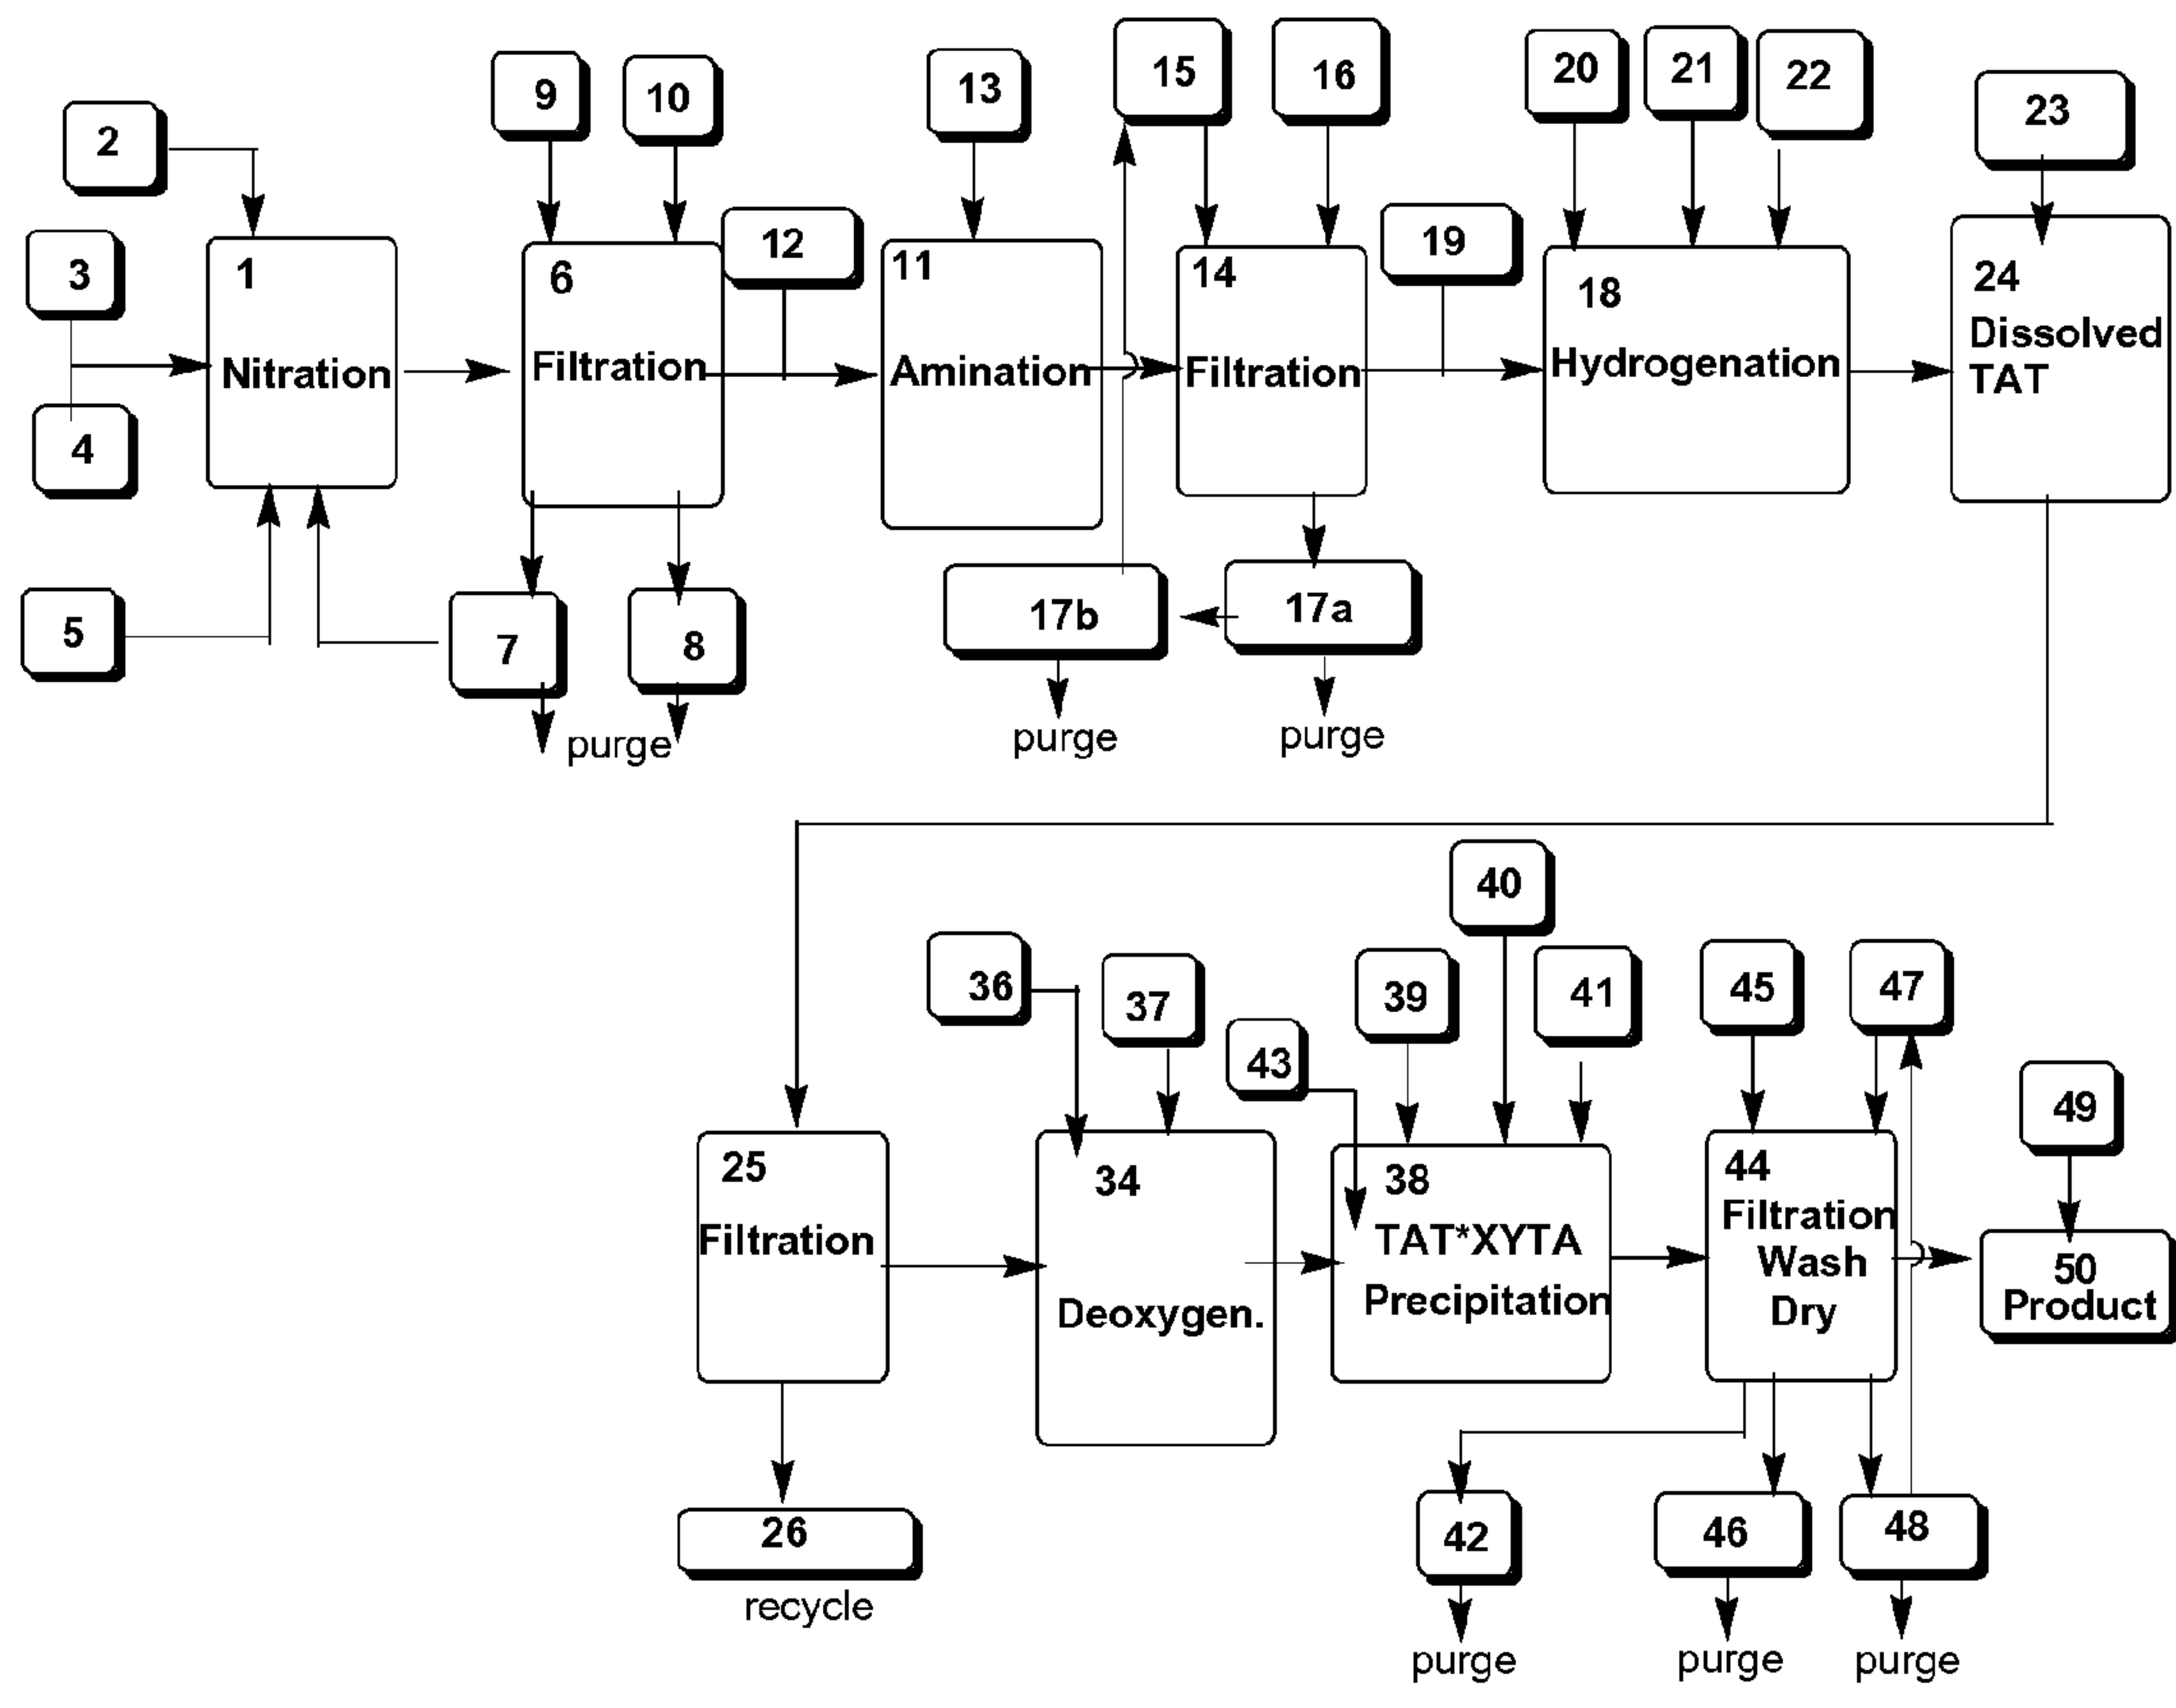 2
3
4
5
1
Nitration
9
10
6
Filtration
7
8
purge
12
13
11
Amination
15
16
14
Filtration
17b
17a
purge
purge
19
20
21
22
18
Hydrogenation
23
24
Dissolved
TAT
25
Filtration
26
recycle
36
37
34
Deoxygen.
43
39
40
41
38
TAT*XYTA
Precipitation
45
47
44
Filtration
Wash
Dry
49
50
Product
42
46
48
purge
purge
purge